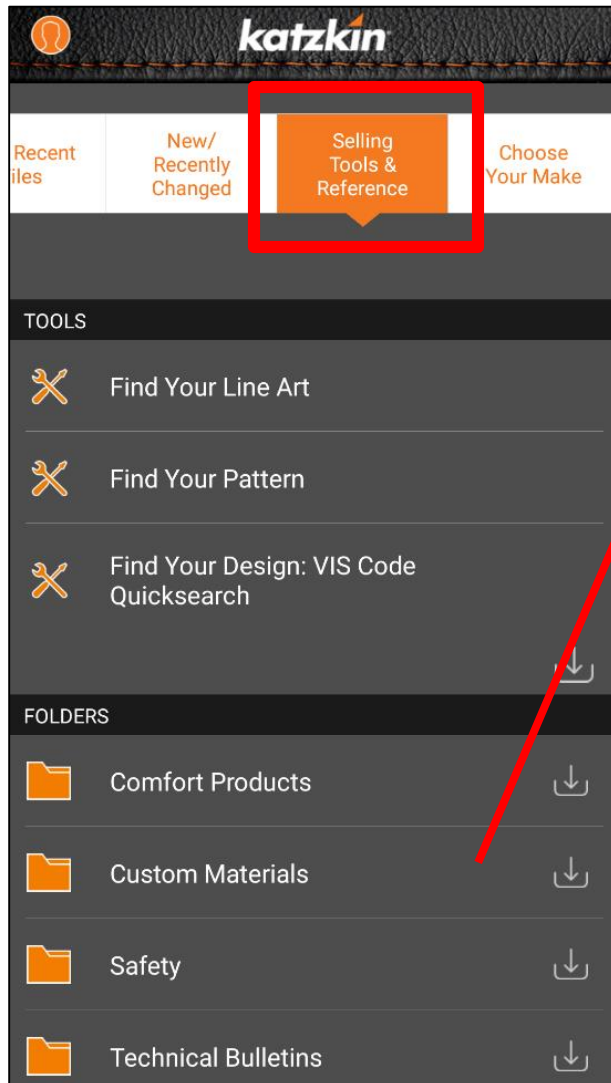 katzkin
Recent
iles
New/
Recently
Changed
Selling
Tools &
Reference
Choose
Your Make
TOOLS
Find Your Line Art
Find Your Pattern
Find Your Design: VIS Code
Quicksearch
FOLDERS
Comfort Products
Custom Materials
Safety
Technical Bulletins